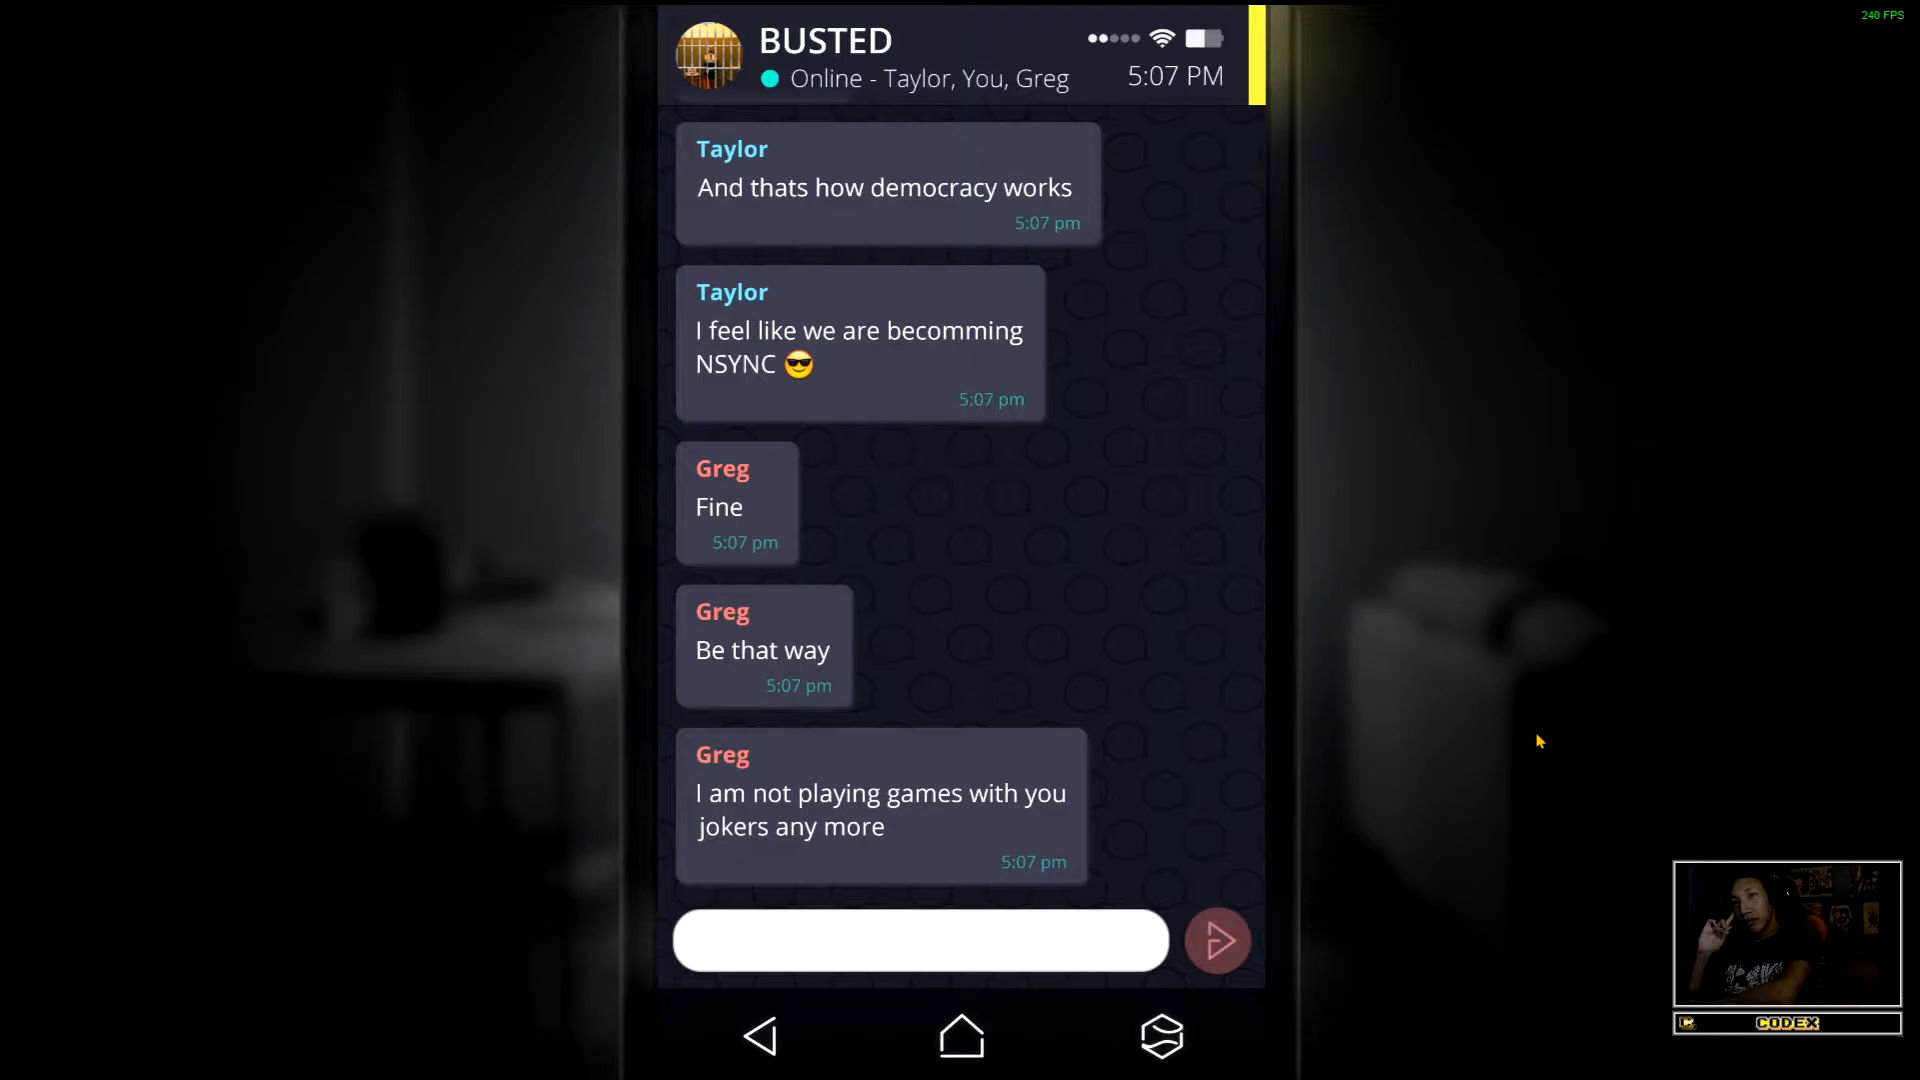 240 FPS
BUSTED
Online - Taylor, You, Greg
5:07 PM
Taylor
And thats how democracy works
5:07 pm
Taylor
I feel like we are becomming
NSYNC 😎
5:07 pm
Greg
Fine
5:07 pm
Greg
Be that way
5:07 pm
Greg
I am not playing games with you
jokers any more
5:07 pm
CODEX